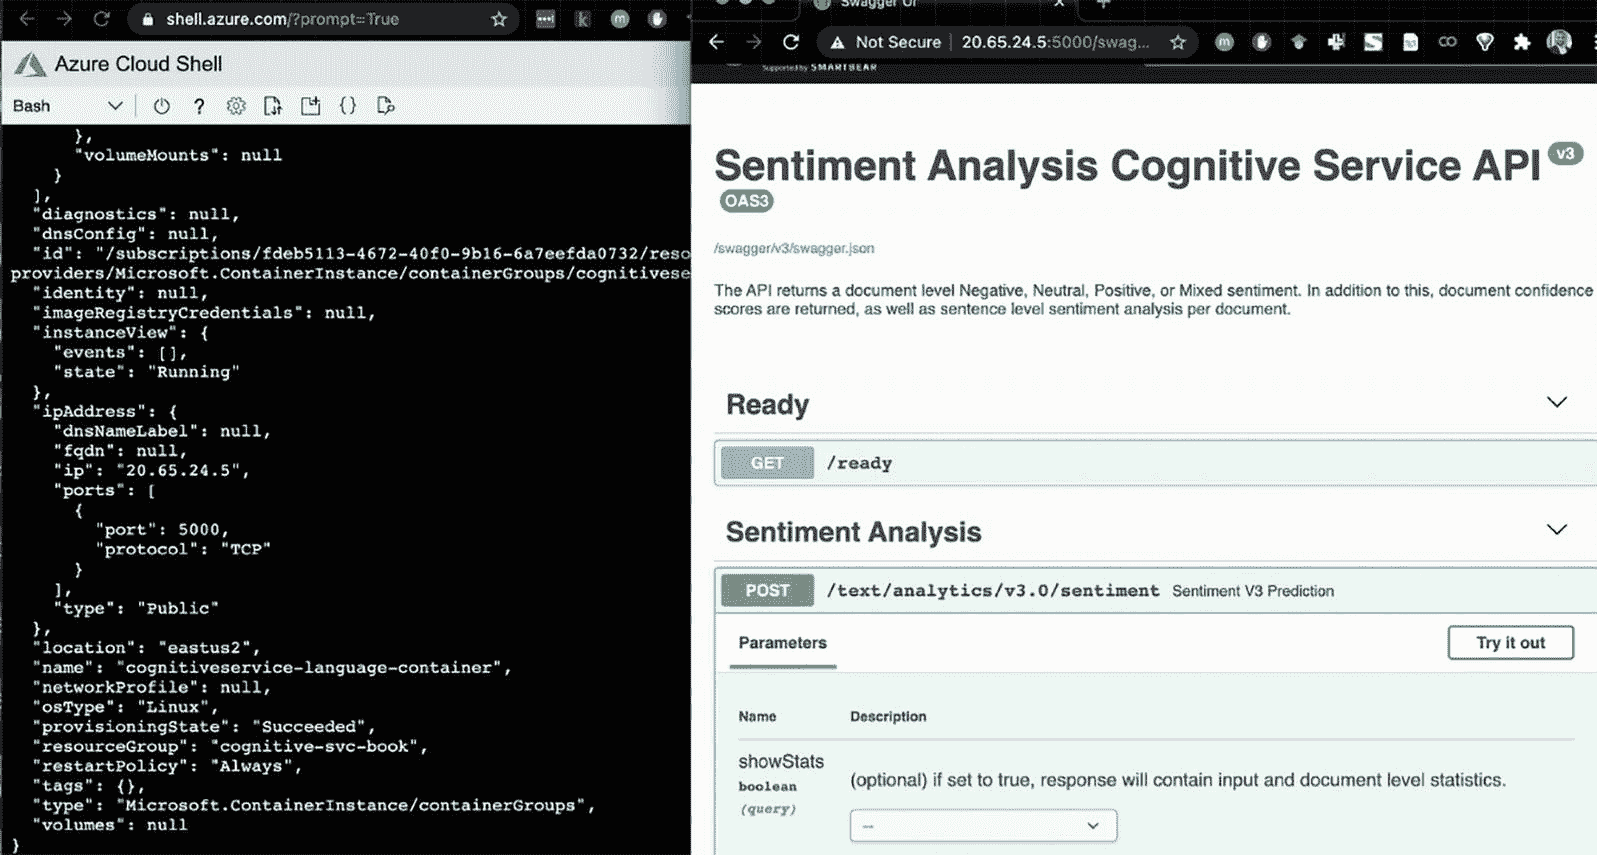 shell.azure.com/?prompt=True
Azure Cloud Shell
Bash
},
"volumeMounts": null
}
],
"diagnostics": null,
"dnsConfig": null,
"id": "/subscriptions/fdeb5113-4672-40f0-9b16-6a7eefda0732/reso
providers/Microsoft.ContainerInstance/containerGroups/cognitivese
"identity": null,
"imageRegistryCredentials": null,
"instanceView": {
"events": [],
"state": "Running"
},
"ipAddress": {
"dnsNameLabel": null,
"fqdn": null,
"ip": "20.65.24.5",
"ports": [
{
"port": 5000,
"protocol": "TCP"
}
],
"type": "Public"
},
"location": "eastus2",
"name": "cognitiveservice-language-container",
"networkProfile": null,
"osType": "Linux",
"provisioningState": "Succeeded",
"resourceGroup": "cognitive-svc-book",
"restartPolicy": "Always",
"tags": {},
"type": "Microsoft.ContainerInstance/containerGroups",
"volumes": null
}
Swagger UI
Not Secure | 20.65.24.5:5000/swag...
Supported by SMARTBEAR
Sentiment Analysis Cognitive Service API v3
OAS3
/swagger/v3/swagger.json
The API returns a document level Negative, Neutral, Positive, or Mixed sentiment. In addition to this, document confidence
scores are returned, as well as sentence level sentiment analysis per document.
Ready
GET /ready
Sentiment Analysis
POST /text/analytics/v3.0/sentiment Sentiment V3 Prediction
Parameters
Try it out
Name Description
showStats
boolean
(query)
(optional) if set to true, response will contain input and document level statistics.
--